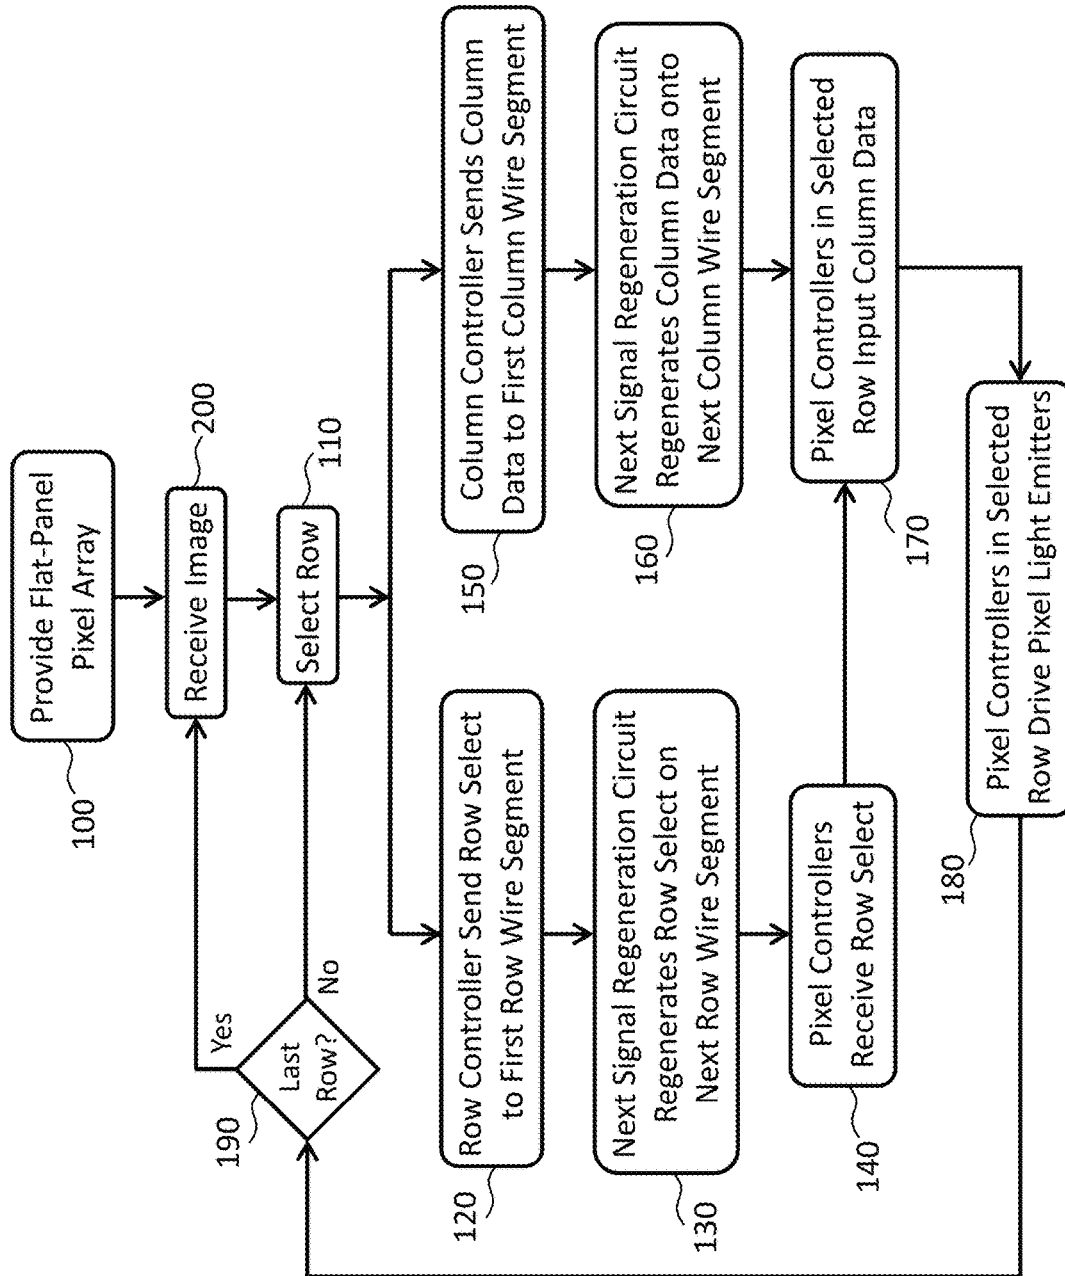 Provide Flat-Panel
Pixel Array
100
Receive Image
200
Select Row
110
Row Controller Send Row Select
to First Row Wire Segment
120
Next Signal Regeneration Circuit
Regenerates Row Select on
Next Row Wire Segment
130
Pixel Controllers
Receive Row Select
140
Column Controller Sends Column
Data to First Column Wire Segment
150
Next Signal Regeneration Circuit
Regenerates Column Data onto
Next Column Wire Segment
160
Pixel Controllers in Selected
Row Input Column Data
170
Pixel Controllers in Selected
Row Drive Pixel Light Emitters
180
Last
Row?
190
Yes
No